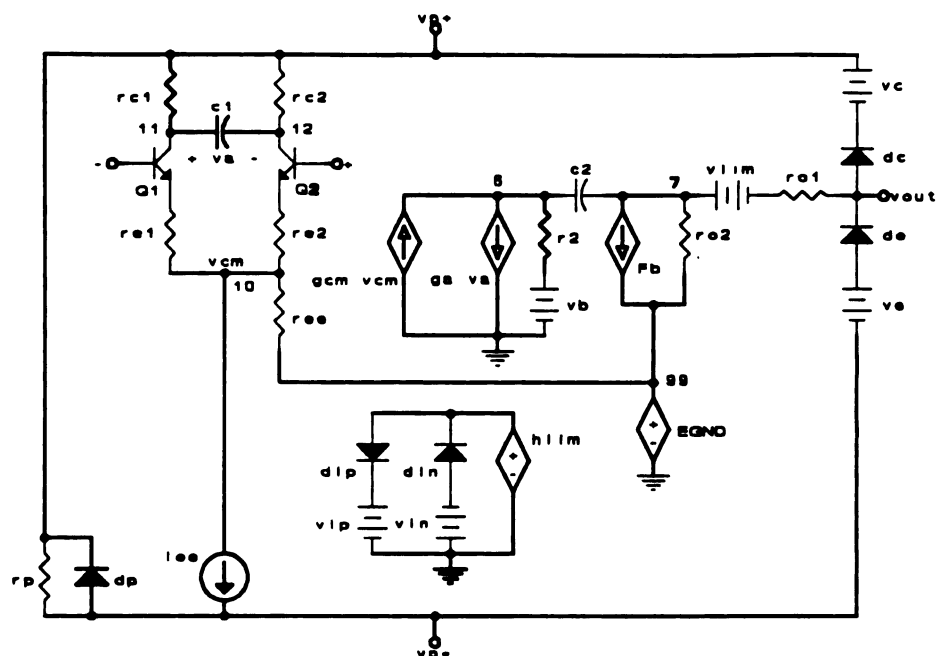 vp+
rc1
c1
rc2
vc
11
12
+ va -
dc
-
Q1
Q2
+
6
c2
7
vlim
ro1
vout
re1
re2
r2
ro2
de
vcm
10
gcm vcm
ga va
Fb
vb
ve
ree
99
+
-
EGND
hlim
+
-
dlp
dln
vlp
vln
rp
dp
Iee
vp-